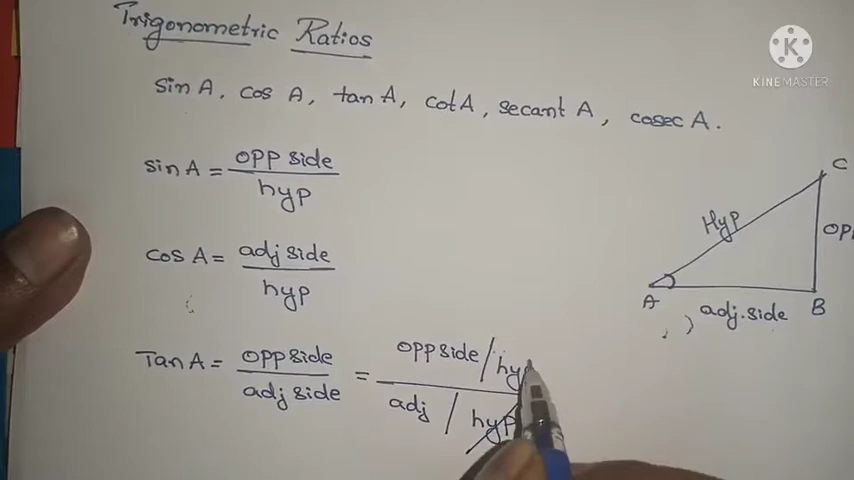 Trigonometric Ratios
K
KINEMASTER
sin A, cos A, tan A, cot A, secant A, cosec A.
sin A = opp side / hyp
C
Hyp
opp
cos A = adj side / hyp
A
adj. side
B
Tan A = opp side / adj side = opp side / hyp / adj / hyp